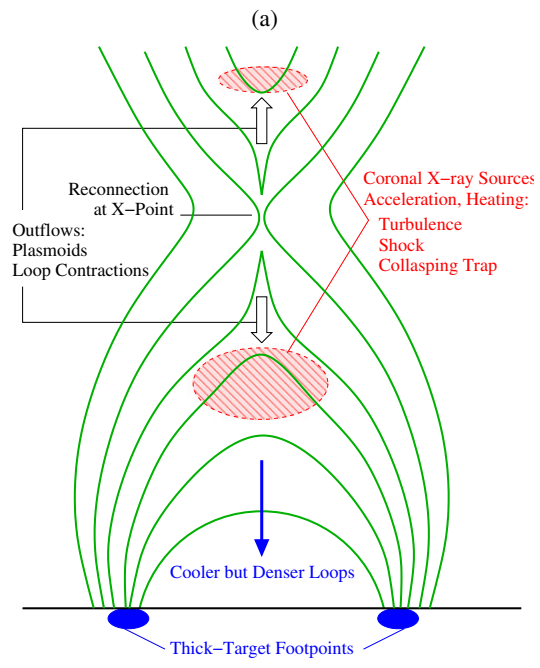 (a)
Reconnection
at X−Point
Outflows:
Plasmoids
Loop Contractions
Coronal X−ray Sources
Acceleration, Heating:
Turbulence
Shock
Collasping Trap
Cooler but Denser Loops
Thick−Target Footpoints